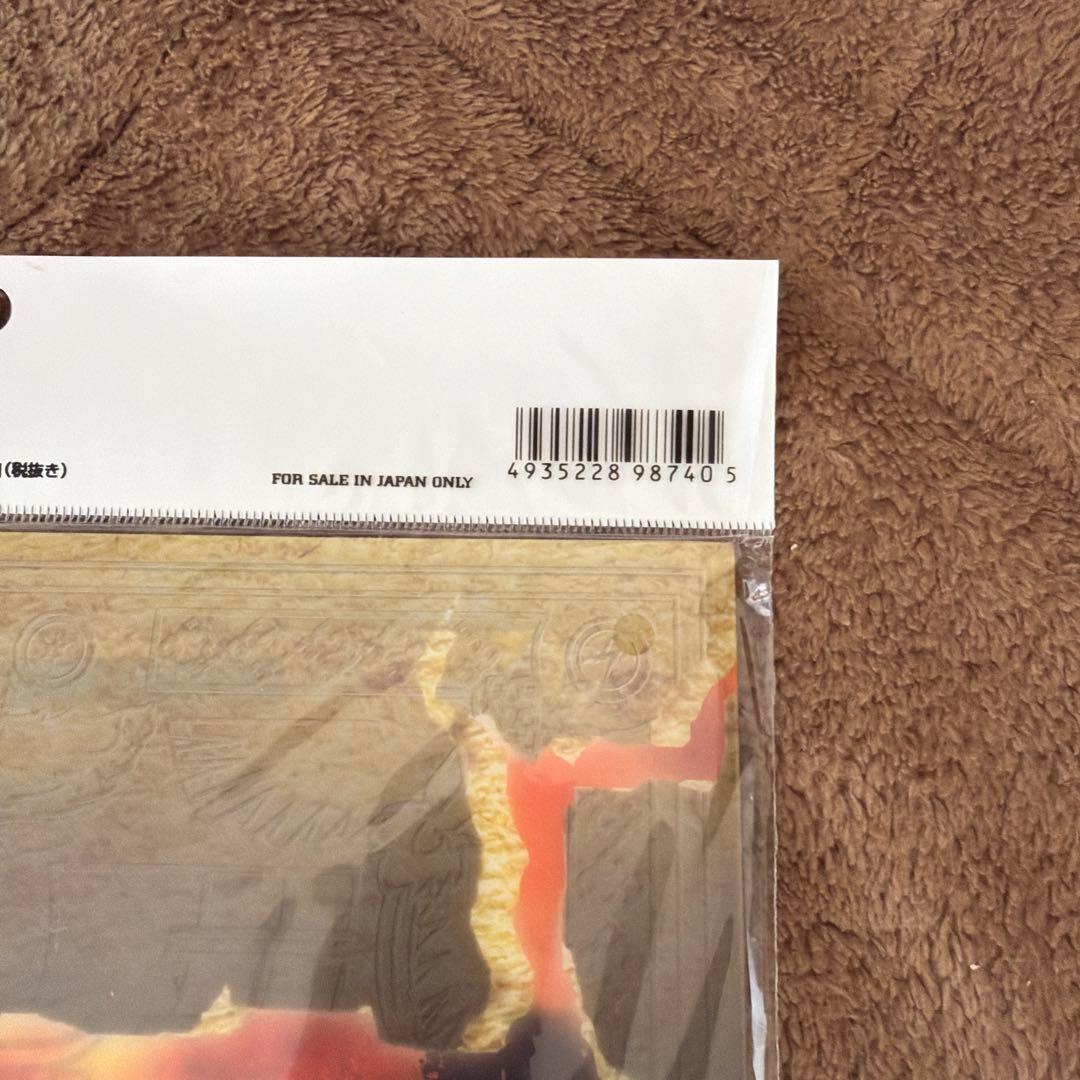 (税抜き)
FOR SALE IN JAPAN ONLY
4935228 98740 5